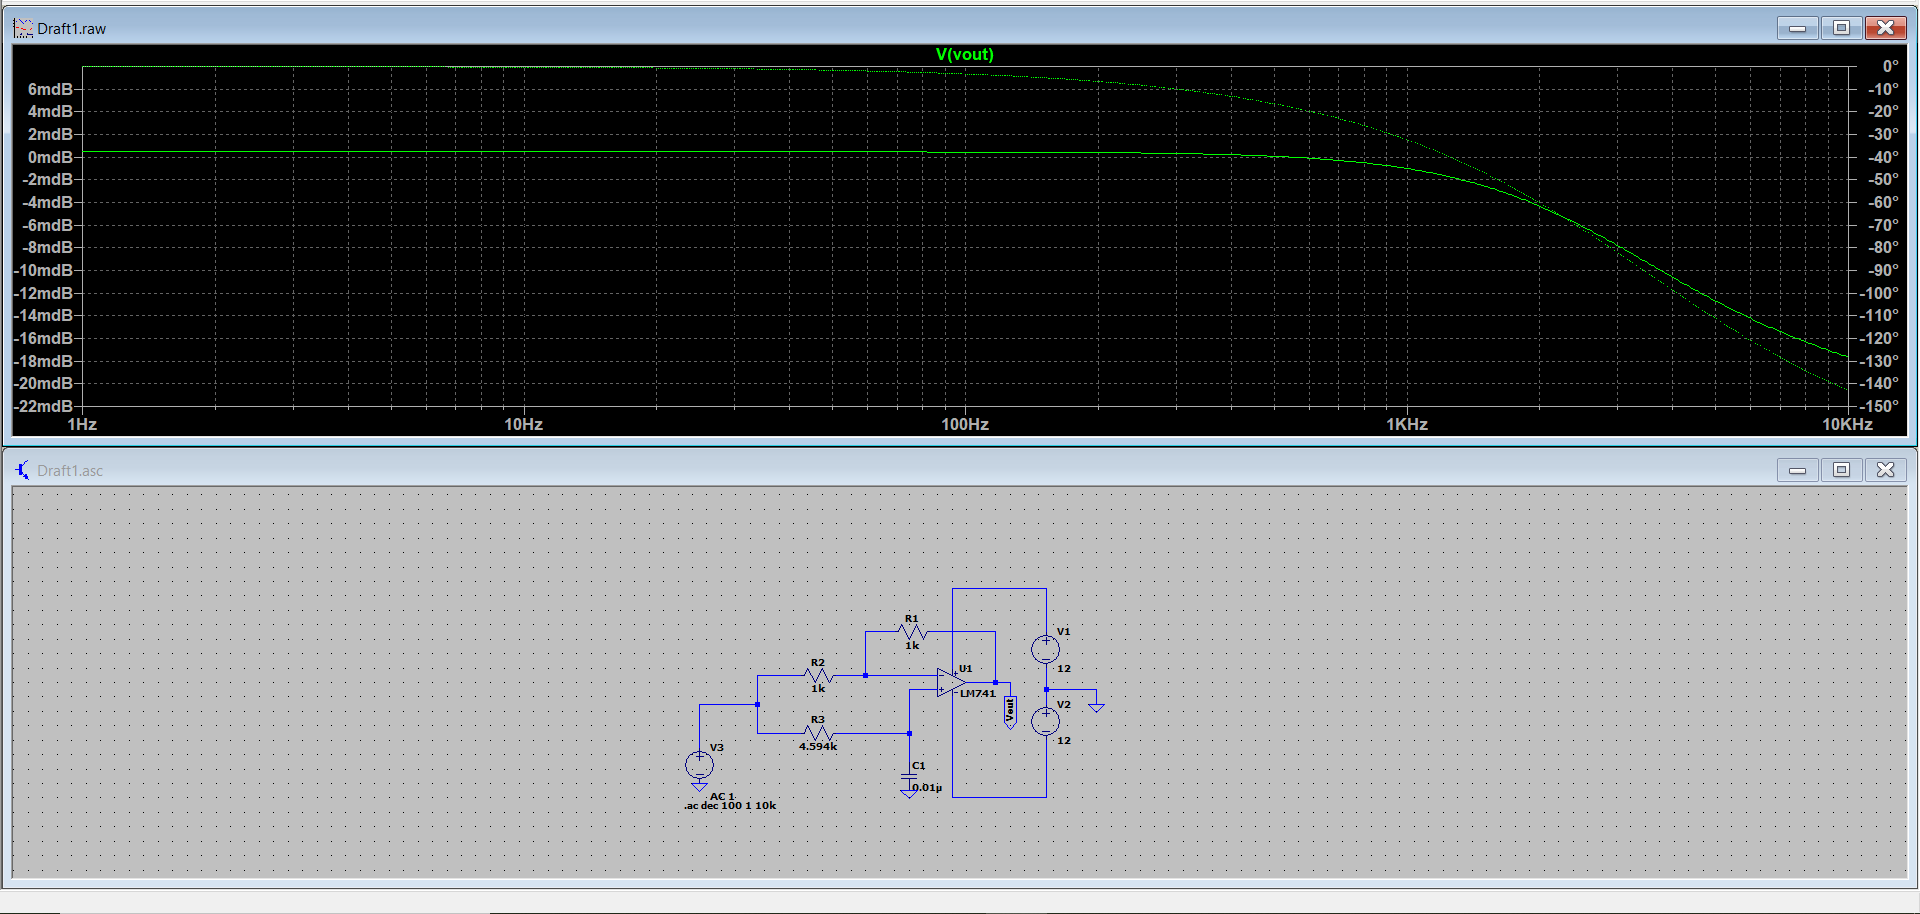 Draft1.raw
V(vout)
6mdB
4mdB
2mdB
0mdB
-2mdB
-4mdB
-6mdB
-8mdB
-10mdB
-12mdB
-14mdB
-16mdB
-18mdB
-20mdB
-22mdB
0°
-10°
-20°
-30°
-40°
-50°
-60°
-70°
-80°
-90°
-100°
-110°
-120°
-130°
-140°
-150°
1Hz 10Hz 100Hz 1KHz 10KHz
Draft1.asc
R1
1k
V1
12
R2
1k
U1
LM741
Vout
V2
12
R3
4.594k
V3
C1
0.01µ
AC 1
.ac dec 100 1 10k